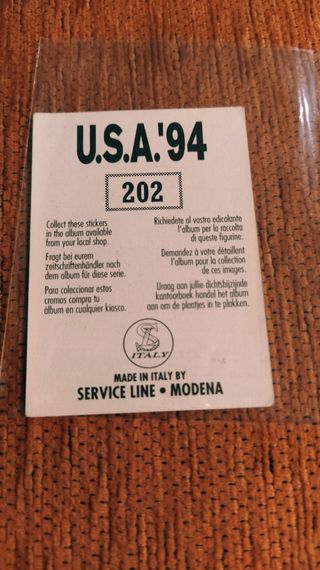 U.S.A.'94
202
Collect these stickers
in the album available
from your local shop.
Fragt bei eurem
zeitschriftenhändler nach
dem album für diese serie.
Para coleccionar estos
cromos compra tu
álbum en cualquier kiosco.
Richiedete al vostro edicolante
l'album per la raccolta
di queste figurine.
Demandez à votre détaillant
l'album pour la collection
de ces images.
Uraag aan jullie dichtsbijzijnde
kantoorboek handel het album
aan om de plaatjes in te plakken.
SL
ITALY
MADE IN ITALY BY
SERVICE LINE • MODENA